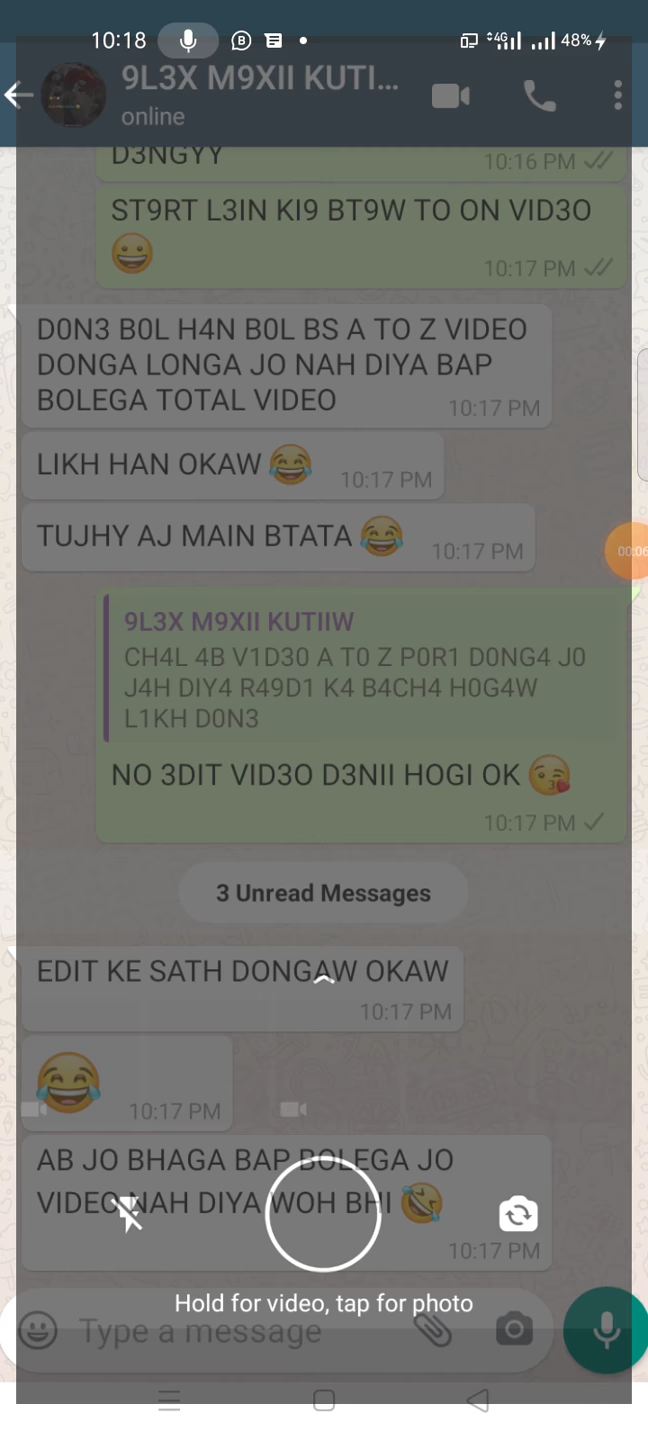 10:18
4G
48%
9L3X M9XII KUTI...
online
D3NGYY
10:16 PM
ST9RT L3IN KI9 BT9W TO ON VID3O
😀
10:17 PM
D0N3 B0L H4N B0L BS A TO Z VIDEO
DONGA LONGA JO NAH DIYA BAP
BOLEGA TOTAL VIDEO
10:17 PM
LIKH HAN OKAW 😂
10:17 PM
TUJHY AJ MAIN BTATA 😂
10:17 PM
00:06
9L3X M9XII KUTIIW
CH4L 4B V1D30 A T0 Z P0R1 D0NG4 J0
J4H DIY4 R49D1 K4 B4CH4 H0G4W
L1KH D0N3
NO 3DIT VID3O D3NII HOGI OK 😘
10:17 PM
3 Unread Messages
EDIT KE SATH DONGAW OKAW
10:17 PM
😂
10:17 PM
AB JO BHAGA BAP BOLEGA JO
VIDEO NAH DIYA WOH BHI 🤣
10:17 PM
Hold for video, tap for photo
Type a message